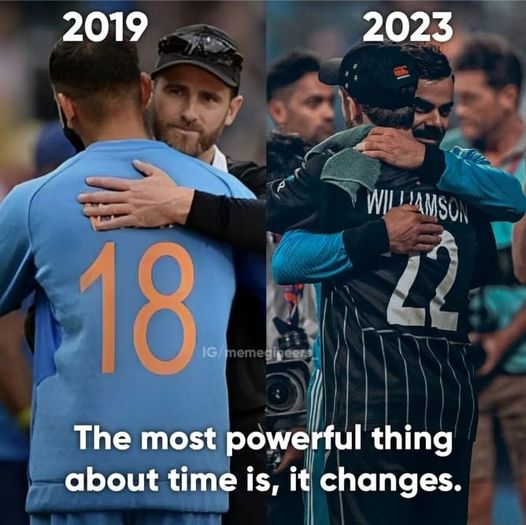 2019
2023
WILLIAMSON
22
18
IG/memegineers
The most powerful thing
about time is, it changes.